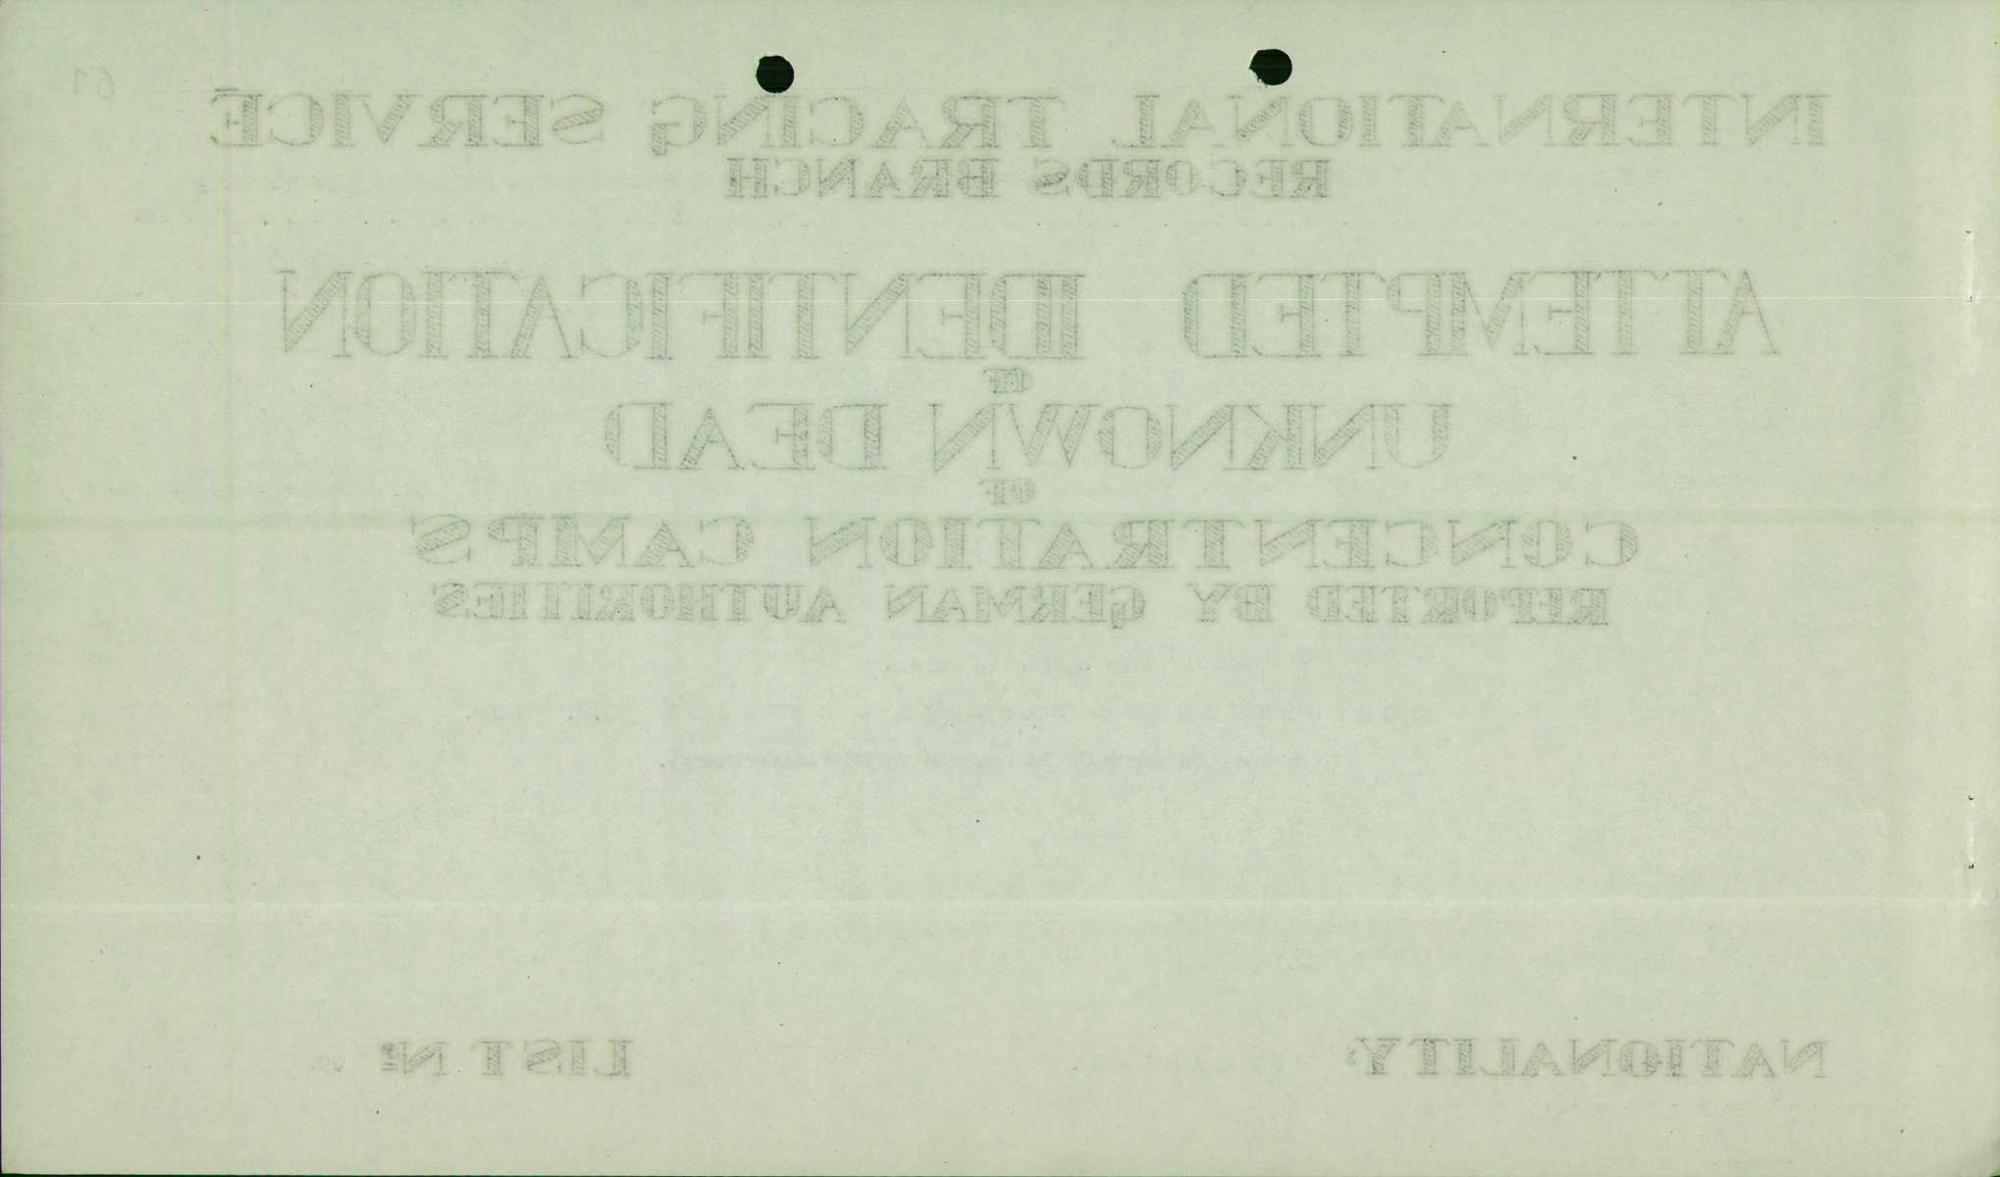 61
INTERNATIONAL TRACING SERVICE
RECORDS BRANCH
ATTEMPTED IDENTIFICATION
OF
UNKNOWN DEAD
OF
CONCENTRATION CAMPS
REPORTED BY GERMAN AUTHORITIES
NATIONALITY: LIST Nº